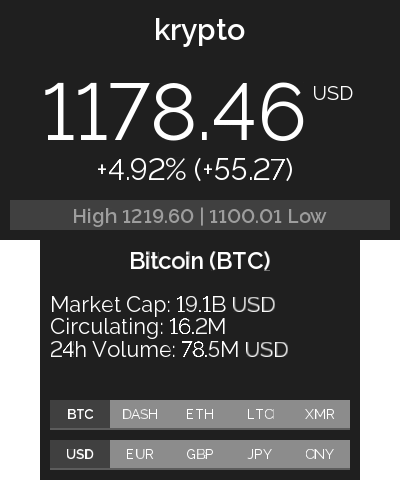 krypto
1178.46 USD
+4.92% (+55.27)
High 1219.60 | 1100.01 Low
Bitcoin (BTC)
Market Cap: 19.1B USD
Circulating: 16.2M
24h Volume: 78.5M USD
BTC DASH ETH LTC XMR
USD EUR GBP JPY CNY